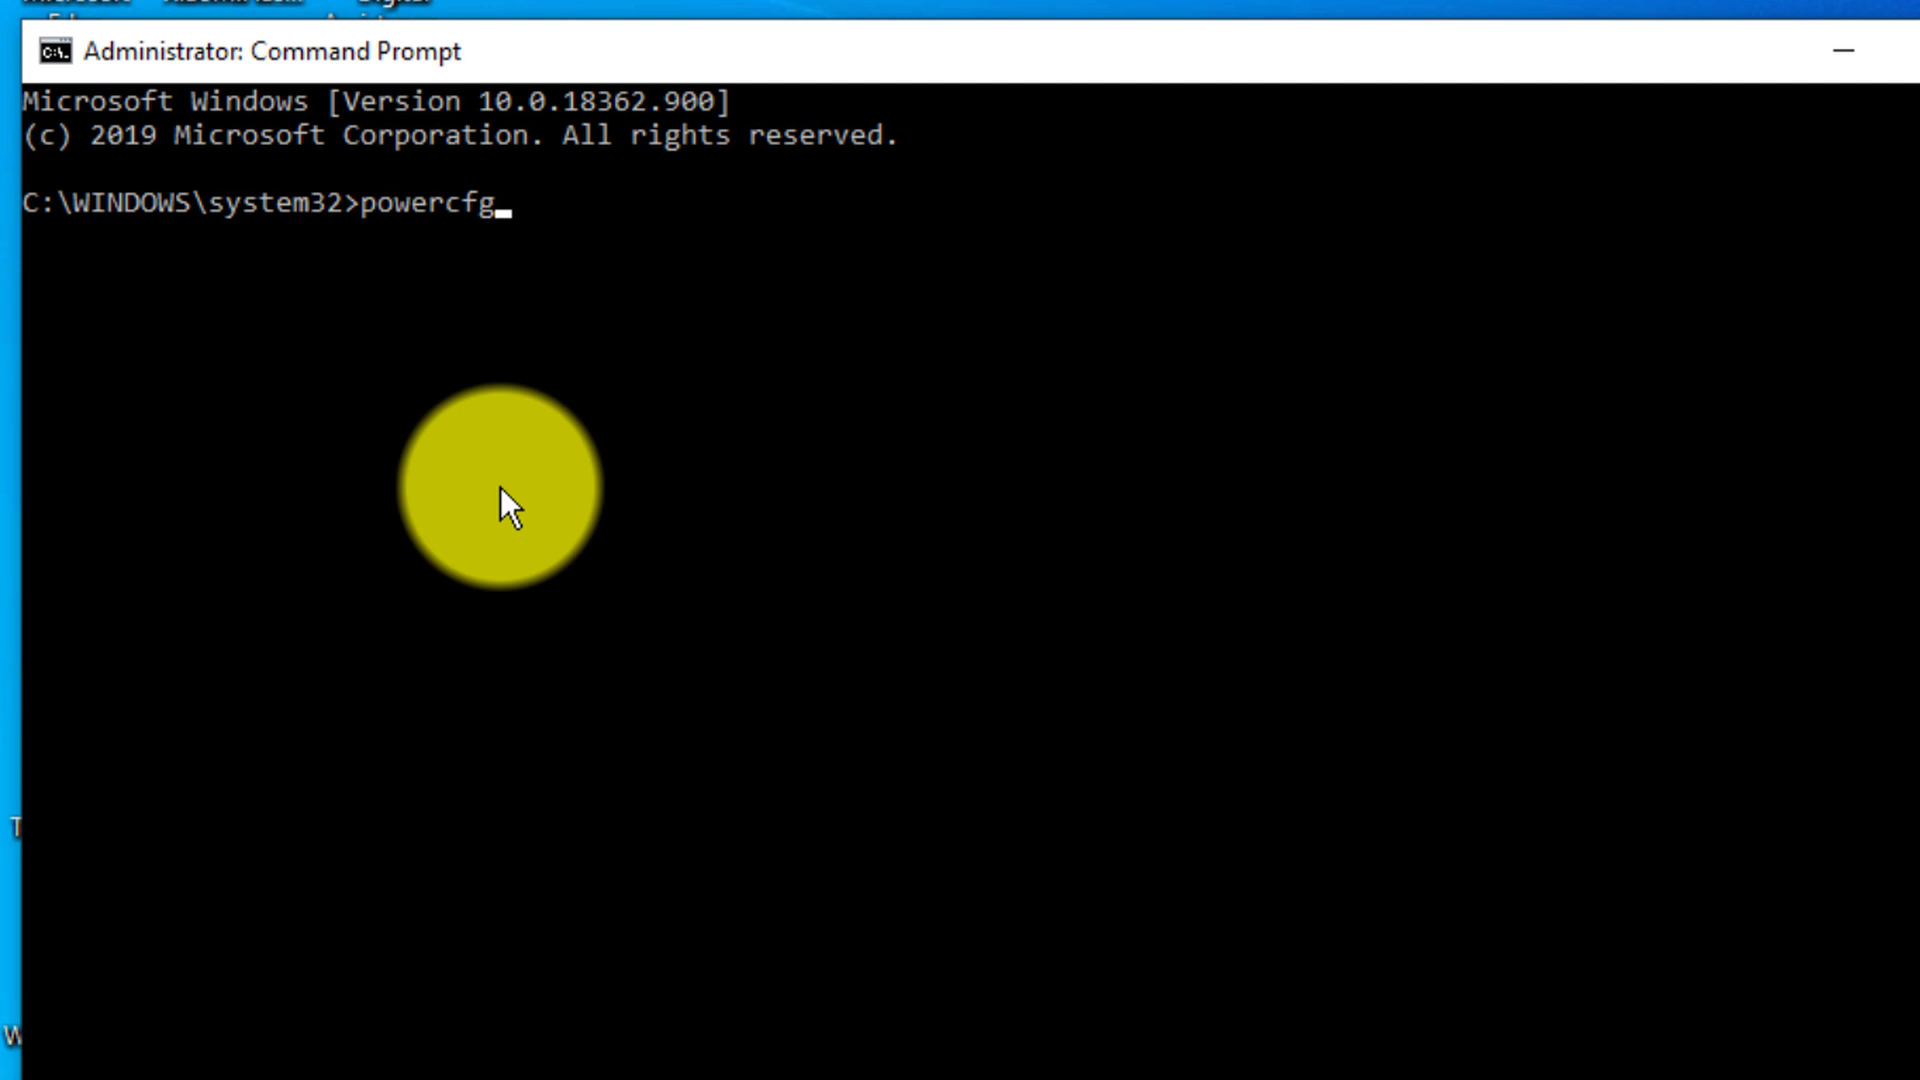 Administrator: Command Prompt
Microsoft Windows [Version 10.0.18362.900]
(c) 2019 Microsoft Corporation. All rights reserved.
C:\WINDOWS\system32>powercfg